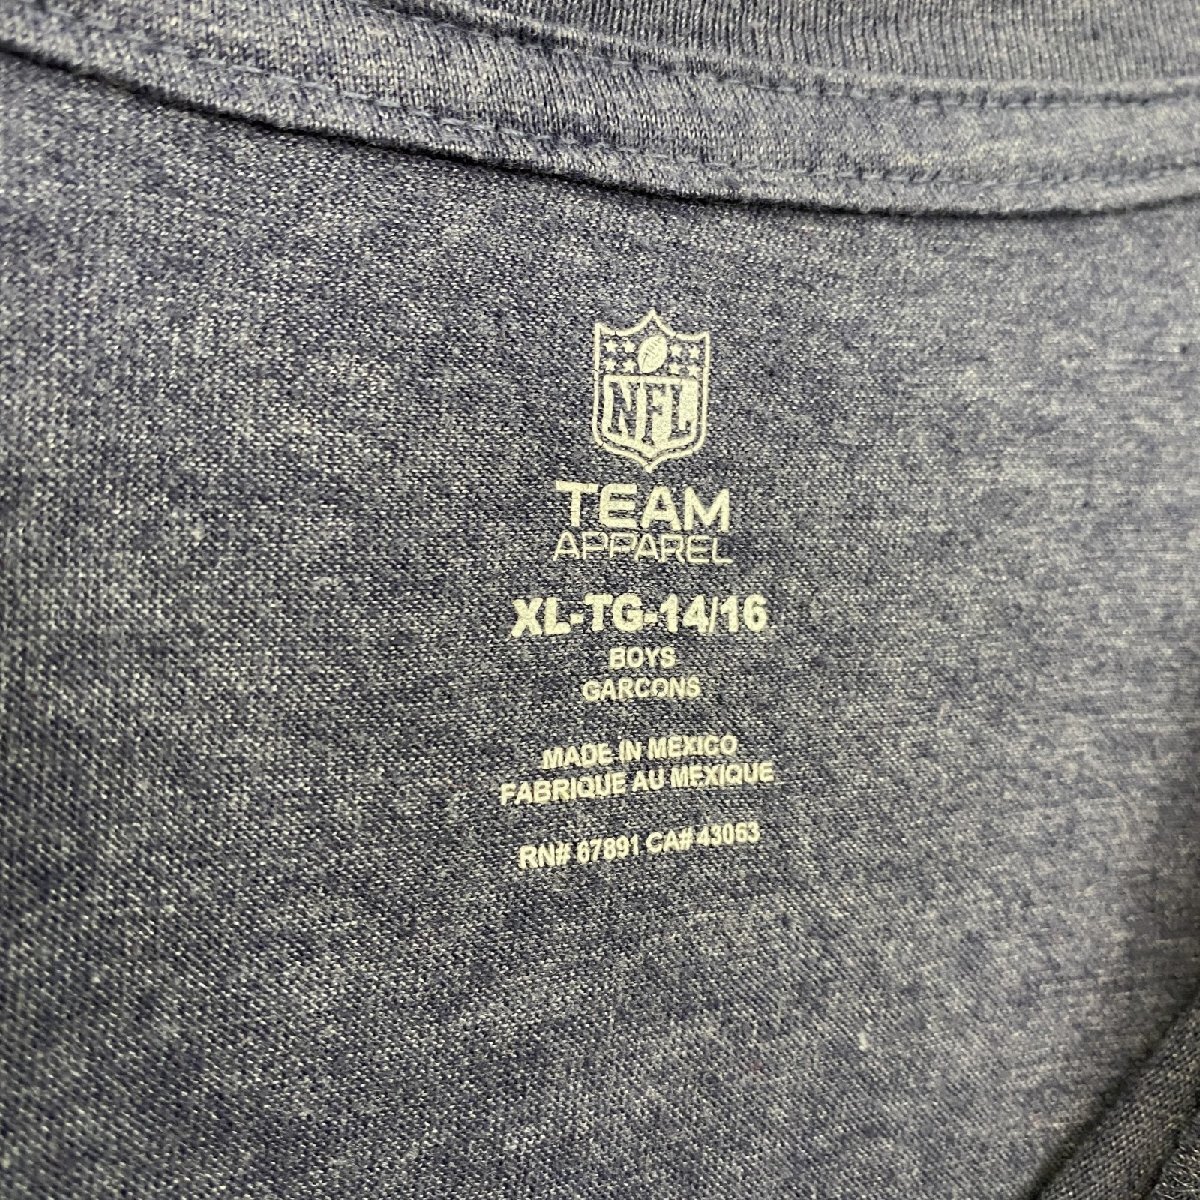 NFL
TEAM
APPAREL
XL-TG-14/16
BOYS
GARCONS
MADE IN MEXICO
FABRIQUE AU MEXIQUE
RN# 67891 CA# 43063